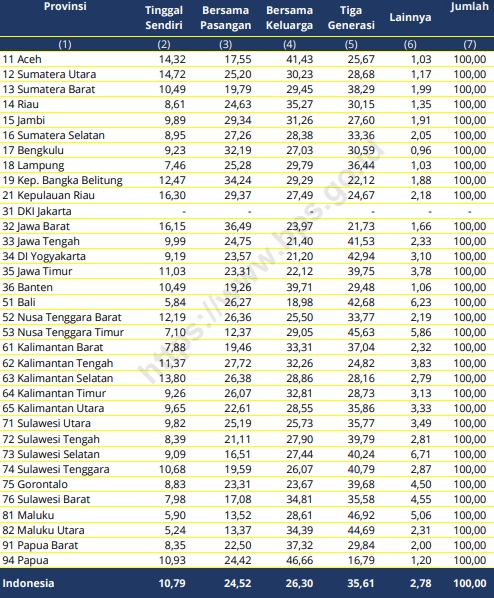 Provinsi Tinggal Sendiri Bersama Pasangan Bersama Keluarga Tiga Generasi Lainnya Jumlah
(1) (2) (3) (4) (5) (6) (7)
11 Aceh 14,32 17,55 41,43 25,67 1,03 100,00
12 Sumatera Utara 14,72 25,20 30,23 28,68 1,17 100,00
13 Sumatera Barat 10,49 19,79 29,45 38,29 1,99 100,00
14 Riau 8,61 24,63 35,27 30,15 1,35 100,00
15 Jambi 9,89 29,34 31,26 27,60 1,91 100,00
16 Sumatera Selatan 8,95 27,26 28,38 33,36 2,05 100,00
17 Bengkulu 9,23 32,19 27,03 30,59 0,96 100,00
18 Lampung 7,46 25,28 29,79 36,44 1,03 100,00
19 Kep. Bangka Belitung 12,47 34,24 29,29 22,12 1,88 100,00
21 Kepulauan Riau 16,30 29,37 27,49 24,67 2,18 100,00
31 DKI Jakarta - - - - - -
32 Jawa Barat 16,15 36,49 23,97 21,73 1,66 100,00
33 Jawa Tengah 9,99 24,75 21,40 41,53 2,33 100,00
34 DI Yogyakarta 9,19 23,57 21,20 42,94 3,10 100,00
35 Jawa Timur 11,03 23,31 22,12 39,75 3,78 100,00
36 Banten 10,49 19,26 39,71 29,48 1,06 100,00
51 Bali 5,84 26,27 18,98 42,68 6,23 100,00
52 Nusa Tenggara Barat 12,19 26,36 25,50 33,77 2,19 100,00
53 Nusa Tenggara Timur 7,10 12,37 29,05 45,63 5,86 100,00
61 Kalimantan Barat 7,88 19,46 33,31 37,04 2,32 100,00
62 Kalimantan Tengah 11,37 27,72 32,26 24,82 3,83 100,00
63 Kalimantan Selatan 13,80 26,38 28,86 28,16 2,79 100,00
64 Kalimantan Timur 9,26 26,07 32,81 28,73 3,13 100,00
65 Kalimantan Utara 9,65 22,61 28,55 35,86 3,33 100,00
71 Sulawesi Utara 9,82 25,19 25,73 35,77 3,49 100,00
72 Sulawesi Tengah 8,39 21,11 27,90 39,79 2,81 100,00
73 Sulawesi Selatan 9,09 16,51 27,44 40,24 6,71 100,00
74 Sulawesi Tenggara 10,68 19,59 26,07 40,79 2,87 100,00
75 Gorontalo 8,83 23,31 23,67 39,68 4,50 100,00
76 Sulawesi Barat 7,98 17,08 34,81 35,58 4,55 100,00
81 Maluku 5,90 13,52 28,61 46,92 5,06 100,00
82 Maluku Utara 5,24 13,37 34,39 44,69 2,31 100,00
91 Papua Barat 8,35 22,50 37,32 29,84 2,00 100,00
94 Papua 10,93 24,42 46,66 16,79 1,20 100,00
Indonesia 10,79 24,52 26,30 35,61 2,78 100,00
https://www.bps.go.id